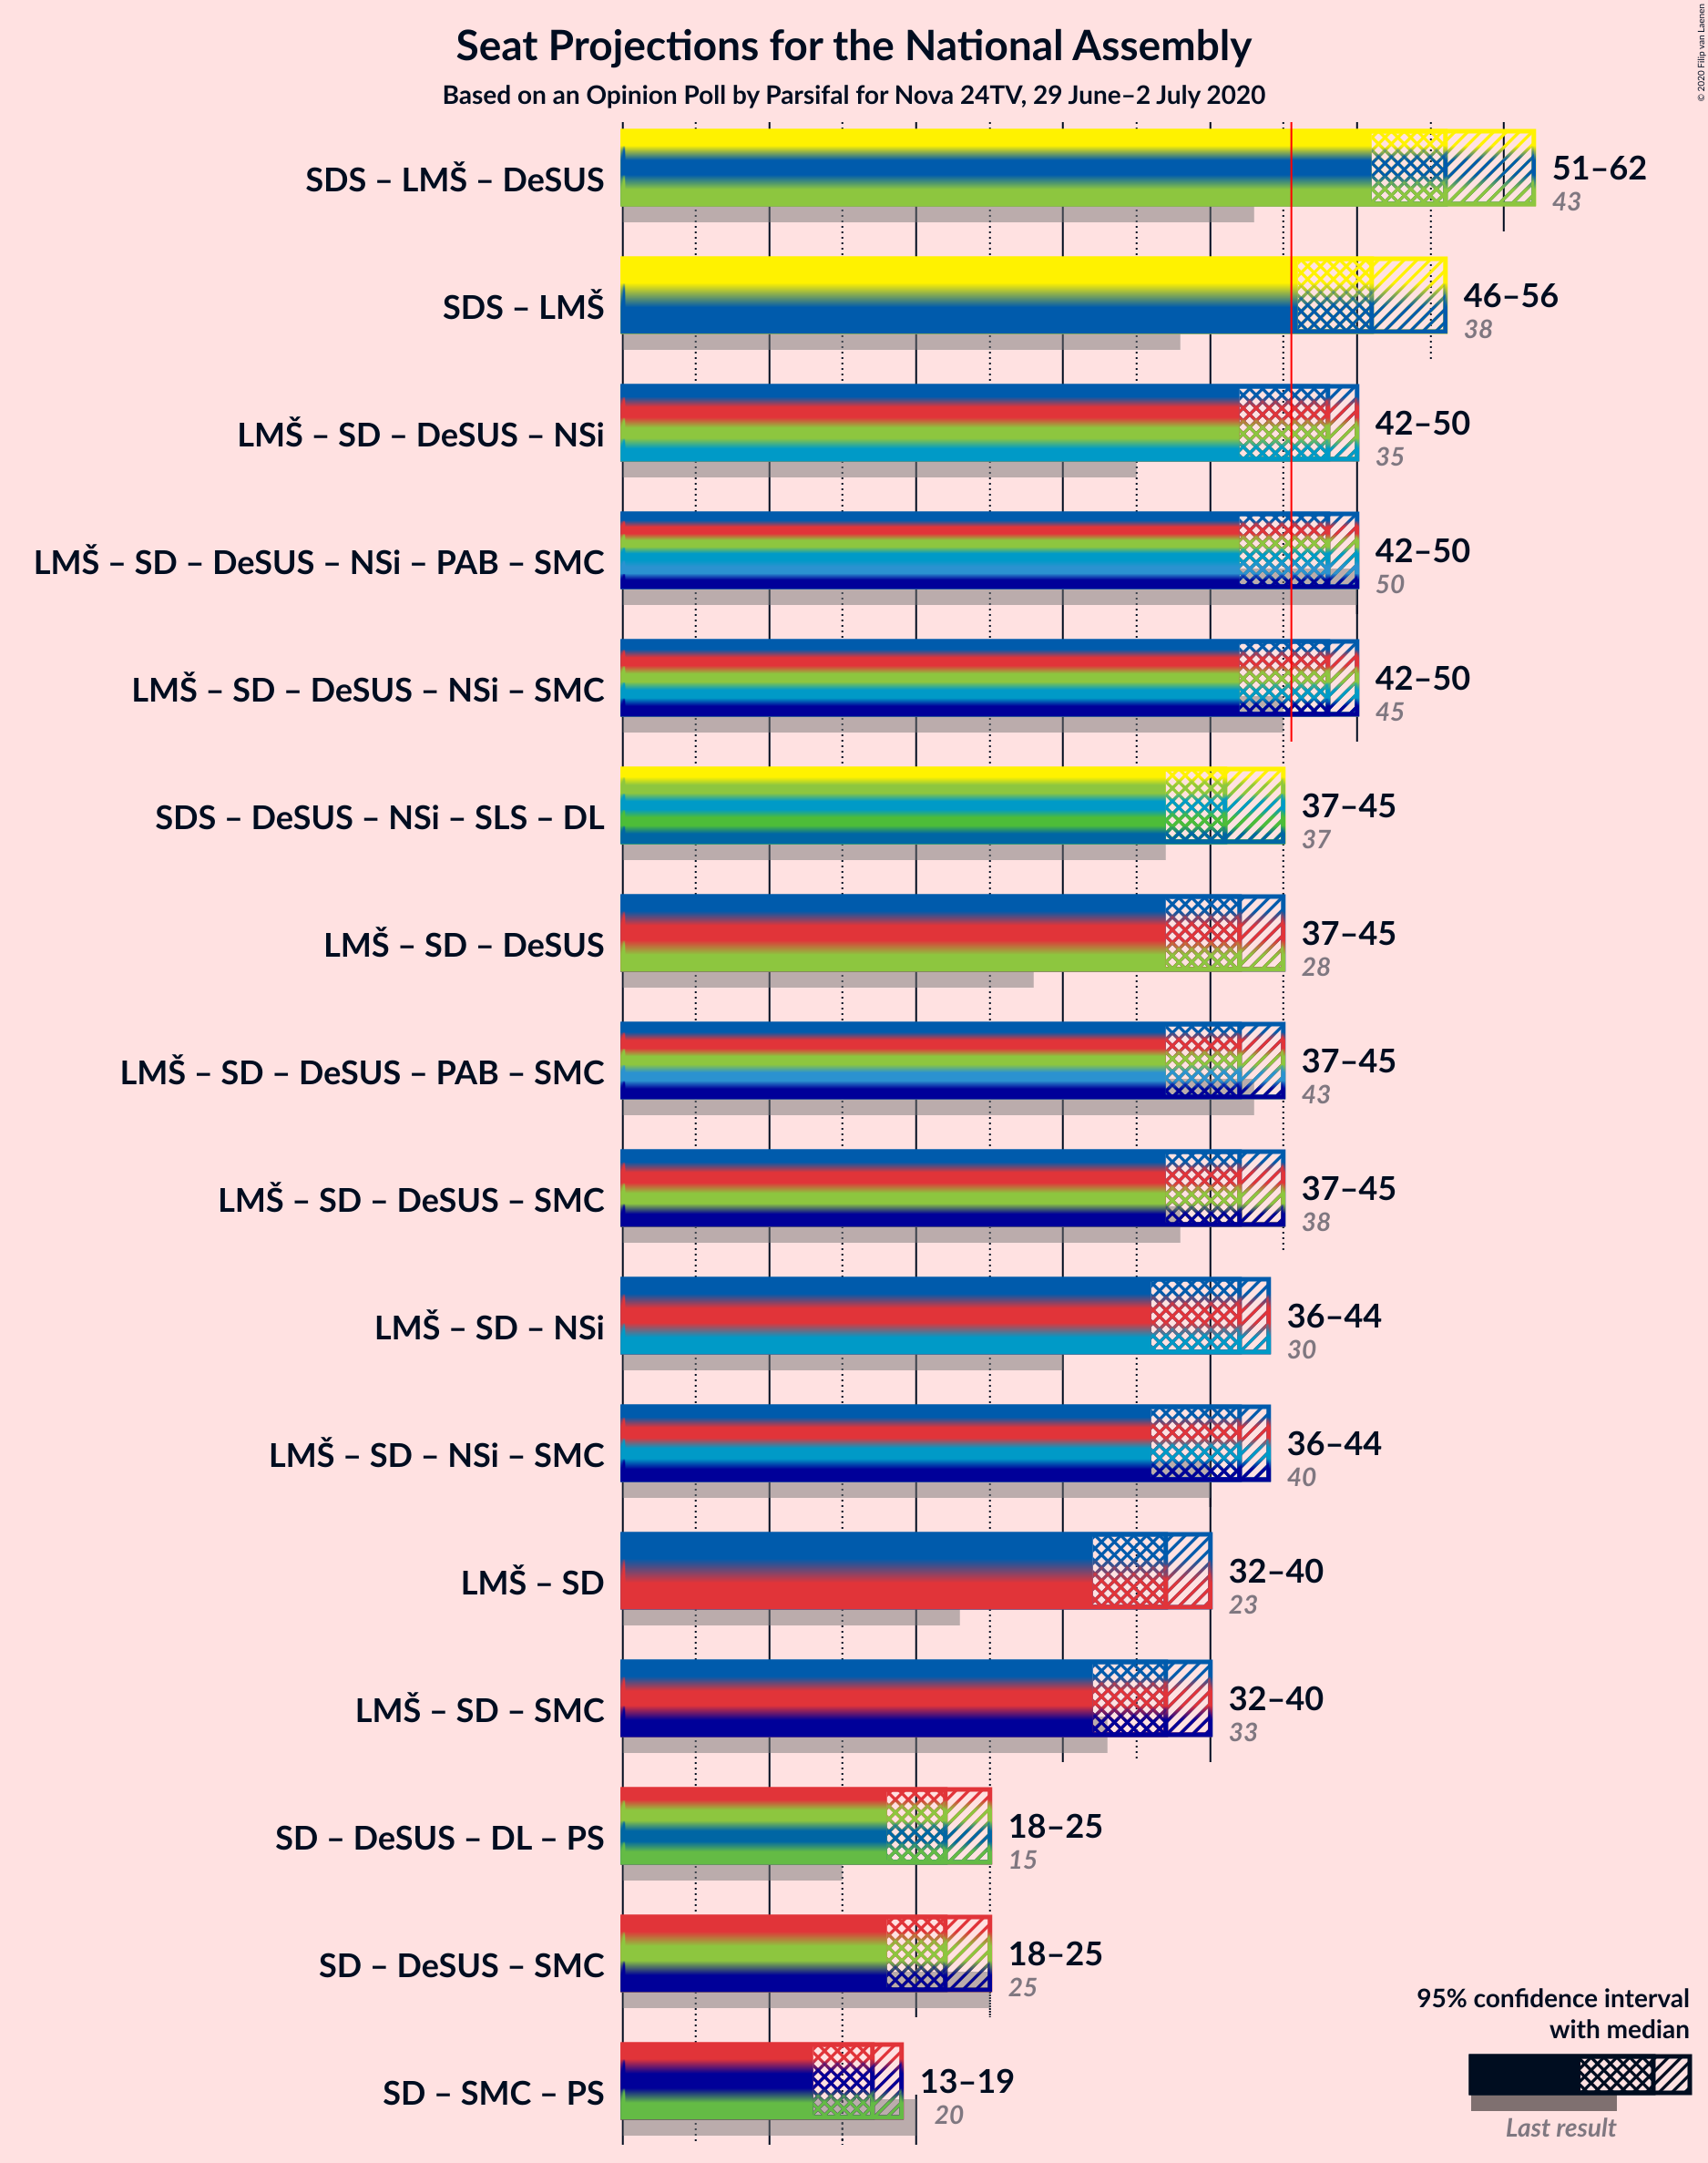 Seat Projections for the National Assembly
Based on an Opinion Poll by Parsifal for Nova 24TV, 29 June–2 July 2020
© 2020 Filip van Laenen
SDS – LMŠ – DeSUS
51–62
43
SDS – LMŠ
46–56
38
LMŠ – SD – DeSUS – NSi
42–50
35
LMŠ – SD – DeSUS – NSi – PAB – SMC
42–50
50
LMŠ – SD – DeSUS – NSi – SMC
42–50
45
SDS – DeSUS – NSi – SLS – DL
37–45
37
LMŠ – SD – DeSUS
37–45
28
LMŠ – SD – DeSUS – PAB – SMC
37–45
43
LMŠ – SD – DeSUS – SMC
37–45
38
LMŠ – SD – NSi
36–44
30
LMŠ – SD – NSi – SMC
36–44
40
LMŠ – SD
32–40
23
LMŠ – SD – SMC
32–40
33
SD – DeSUS – DL – PS
18–25
15
SD – DeSUS – SMC
18–25
25
SD – SMC – PS
13–19
20
95% confidence interval
with median
Last result